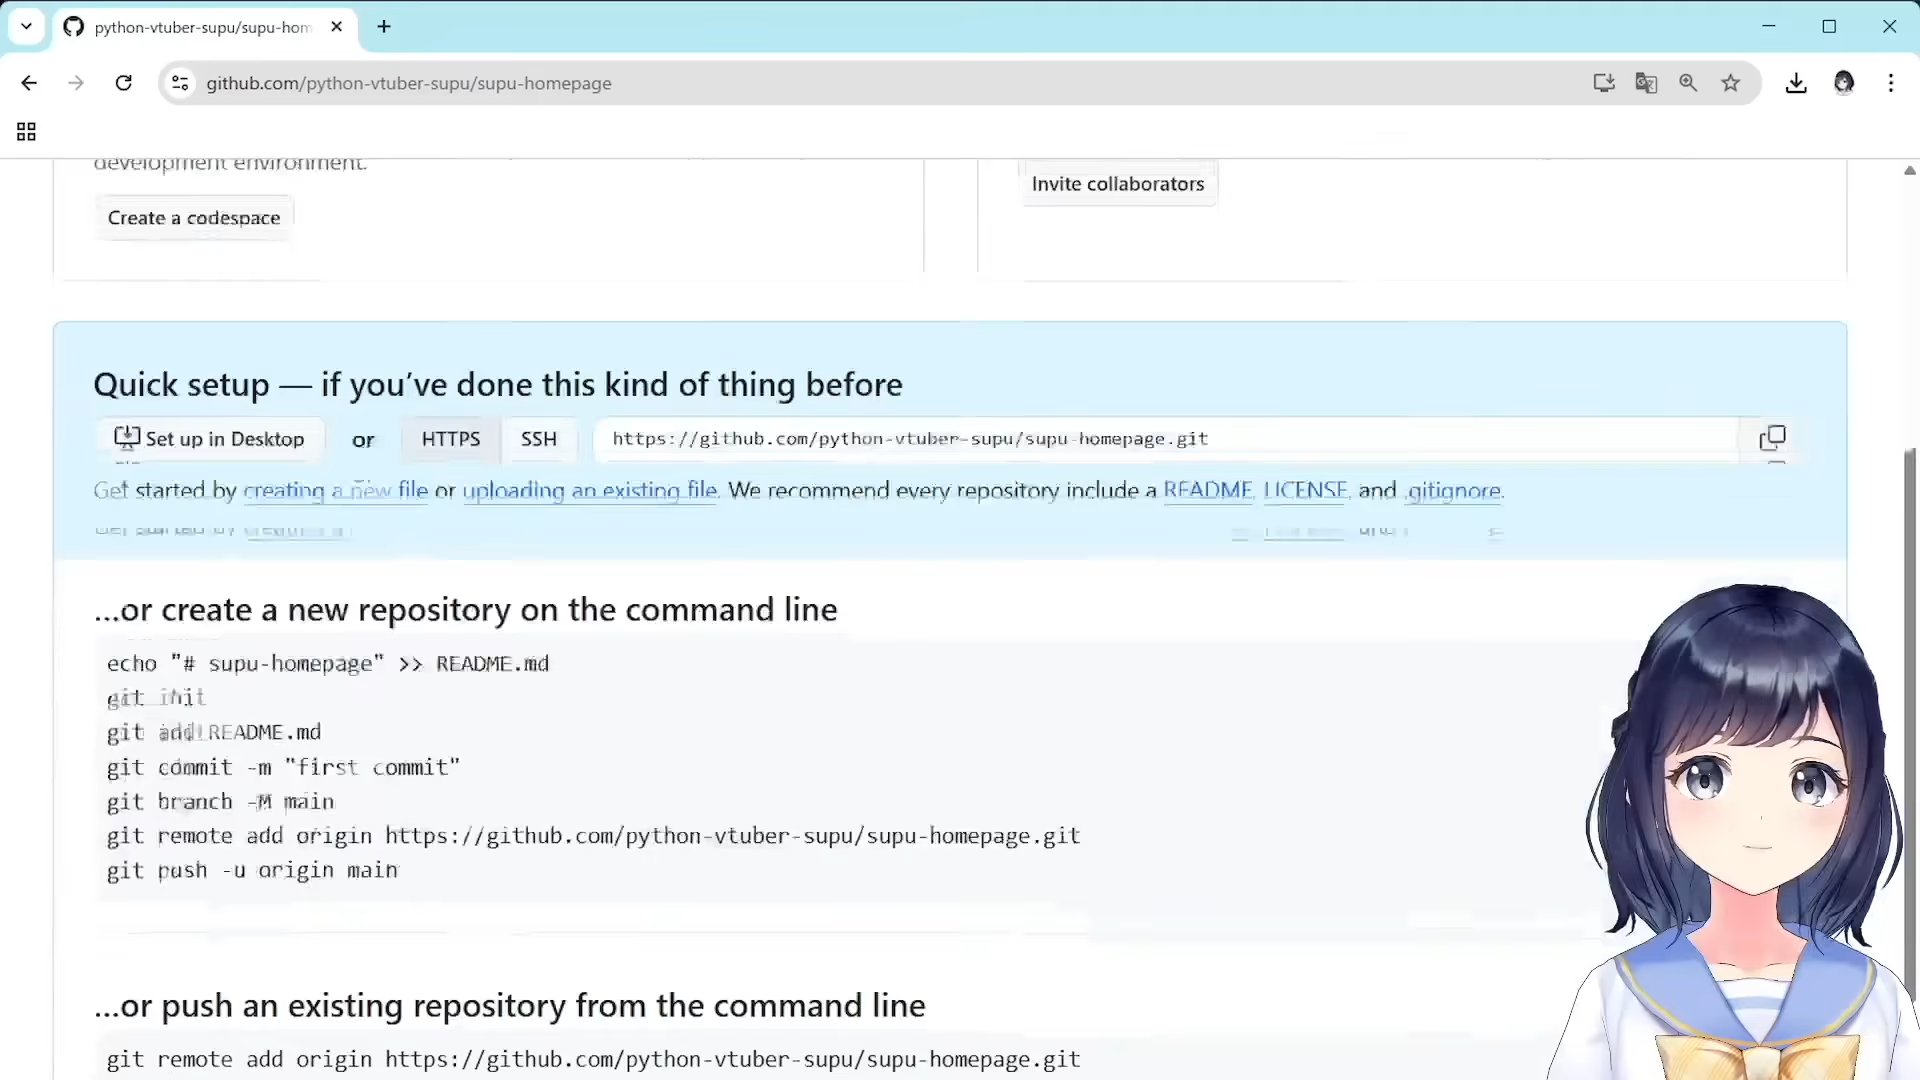 python-vtuber-supu/supu-hom
github.com/python-vtuber-supu/supu-homepage
development environment.
Create a codespace
Invite collaborators
Quick setup — if you’ve done this kind of thing before
Set up in Desktop or HTTPS SSH https://github.com/python-vtuber-supu/supu-homepage.git
Get started by creating a new file or uploading an existing file. We recommend every repository include a README, LICENSE, and .gitignore.
…or create a new repository on the command line
echo "# supu-homepage" >> README.md
git init
git add README.md
git commit -m "first commit"
git branch -M main
git remote add origin https://github.com/python-vtuber-supu/supu-homepage.git
git push -u origin main
…or push an existing repository from the command line
git remote add origin https://github.com/python-vtuber-supu/supu-homepage.git